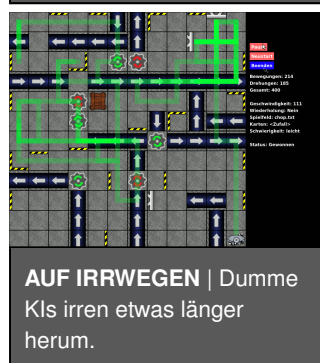 Neustart
Beenden
Bewegungen: 214
Drehungen: 185
Gesamt: 400
Geschwindigkeit: 111
Wiederholung: Nein
Spielfeld: chop.txt
Karten: <Zufall>
Schwierigkeit: leicht
Status: Gewonnen
AUF IRRWEGEN | Dumme
KIs irren etwas länger
herum.